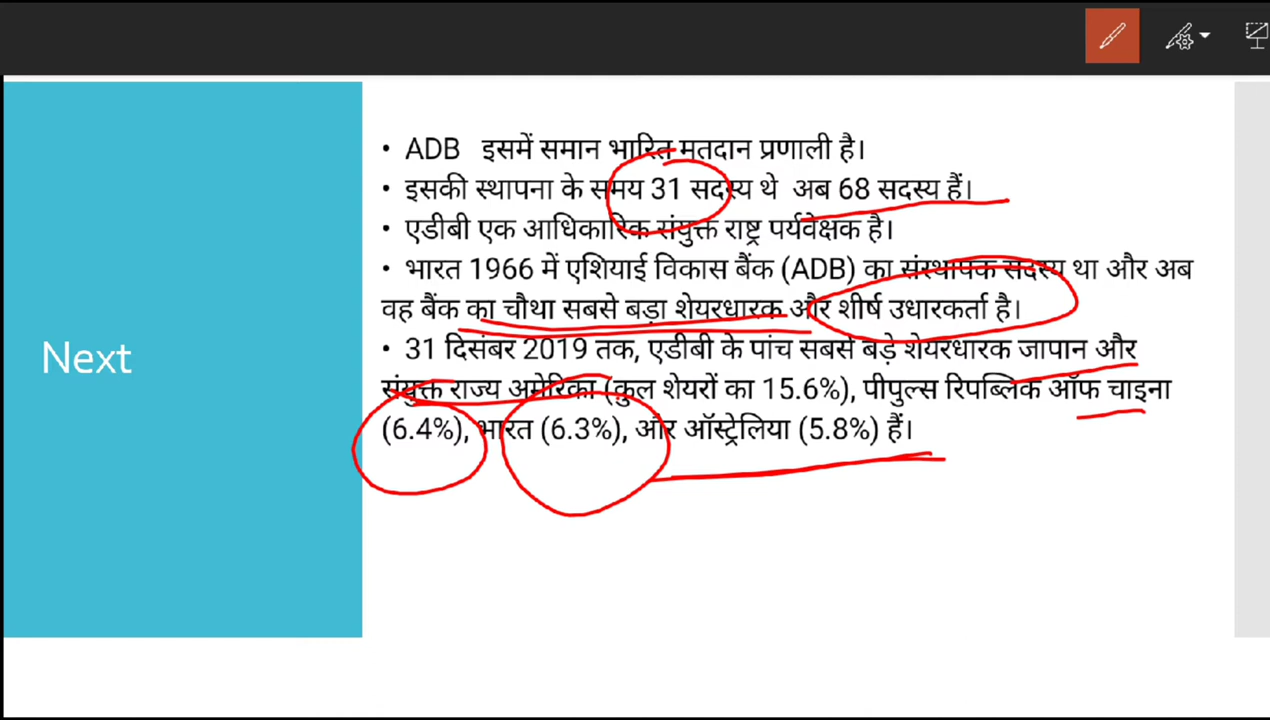 Next
• ADB इसमें समान भारित मतदान प्रणाली है।
• इसकी स्थापना के समय 31 सदस्य थे अब 68 सदस्य हैं।
• एडीबी एक आधिकारिक संयुक्त राष्ट्र पर्यवेक्षक है।
• भारत 1966 में एशियाई विकास बैंक (ADB) का संस्थापक सदस्य था और अब
वह बैंक का चौथा सबसे बड़ा शेयरधारक और शीर्ष उधारकर्ता है।
• 31 दिसंबर 2019 तक, एडीबी के पांच सबसे बड़े शेयरधारक जापान और
संयुक्त राज्य अमेरिका (कुल शेयरों का 15.6%), पीपुल्स रिपब्लिक ऑफ चाइना
(6.4%), भारत (6.3%), और ऑस्ट्रेलिया (5.8%) हैं।